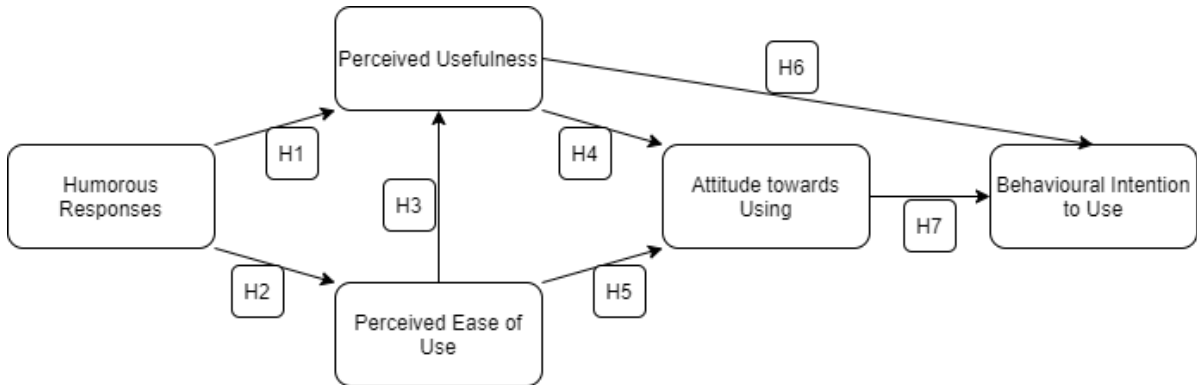 Perceived Usefulness
H6
H1
H4
Humorous
Responses
H3
Attitude towards
Using
Behavioural Intention
to Use
H7
H2
H5
Perceived Ease of
Use